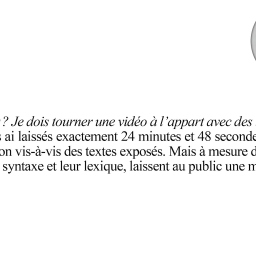 ? Je dois tourner une vidéo à l’appart avec des
ai laissés exactement 24 minutes et 48 seconde
on vis-à-vis des textes exposés. Mais à mesure d
syntaxe et leur lexique, laissent au public une m